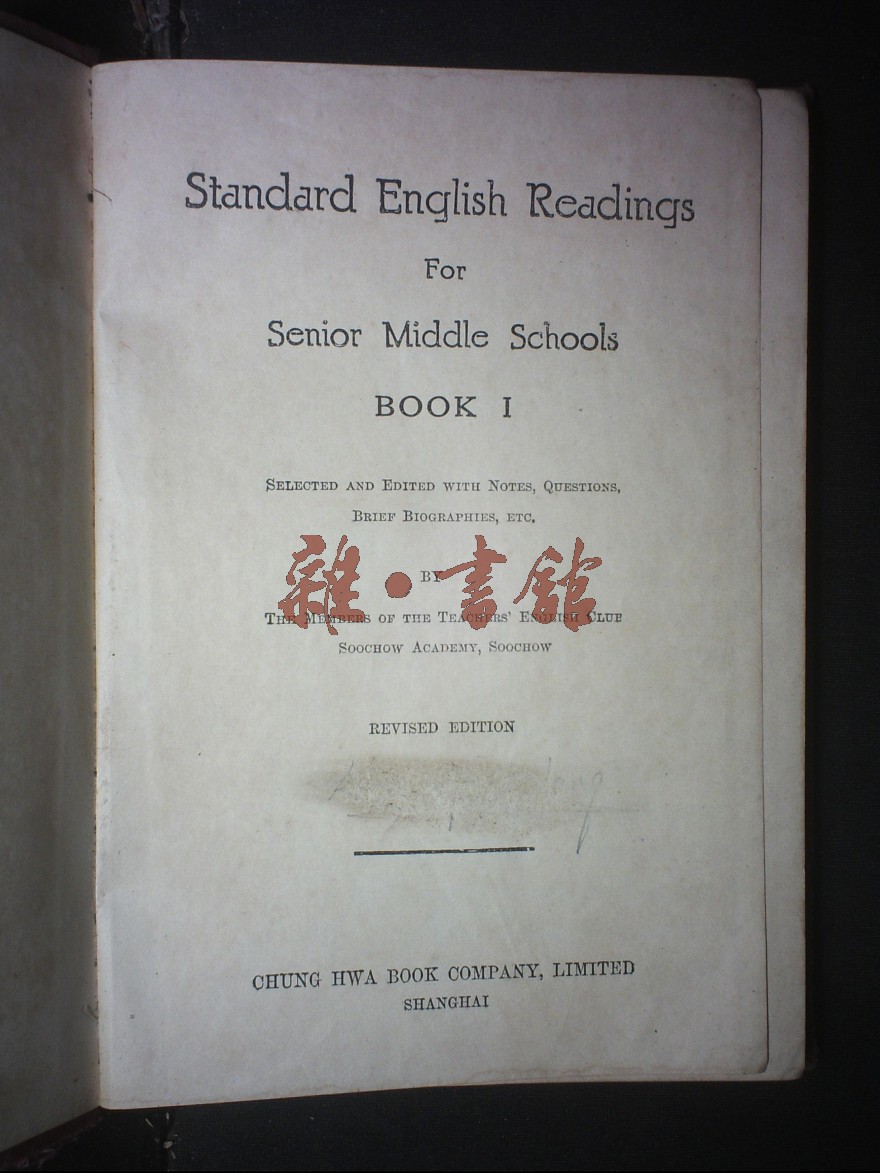 Standard English Readings
For
Senior Middle Schools
BOOK I
SELECTED AND EDITED WITH NOTES, QUESTIONS,
BRIEF BIOGRAPHIES, ETC.
BY
雜·書館
THE MEMBERS OF THE TEACHERS' ENGLISH CLUB
SOOCHOW ACADEMY, SOOCHOW
REVISED EDITION
CHUNG HWA BOOK COMPANY, LIMITED
SHANGHAI